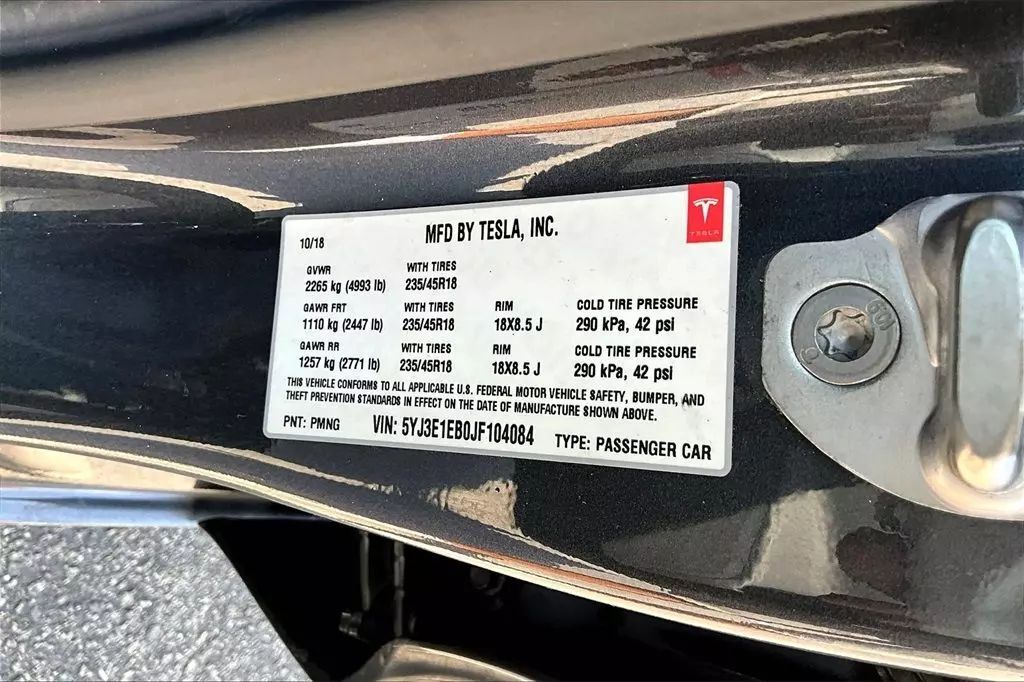 TESLA
10/18
MFD BY TESLA, INC.
GVWR WITH TIRES
2265 kg (4993 lb) 235/45R18
GAWR FRT WITH TIRES RIM COLD TIRE PRESSURE
1110 kg (2447 lb) 235/45R18 18X8.5 J 290 kPa, 42 psi
GAWR RR WITH TIRES RIM COLD TIRE PRESSURE
1257 kg (2771 lb) 235/45R18 18X8.5 J 290 kPa, 42 psi
THIS VEHICLE CONFORMS TO ALL APPLICABLE U.S. FEDERAL MOTOR VEHICLE SAFETY, BUMPER, AND
THEFT PREVENTION STANDARDS IN EFFECT ON THE DATE OF MANUFACTURE SHOWN ABOVE.
PNT: PMNG VIN: 5YJ3E1EB0JF104084 TYPE: PASSENGER CAR